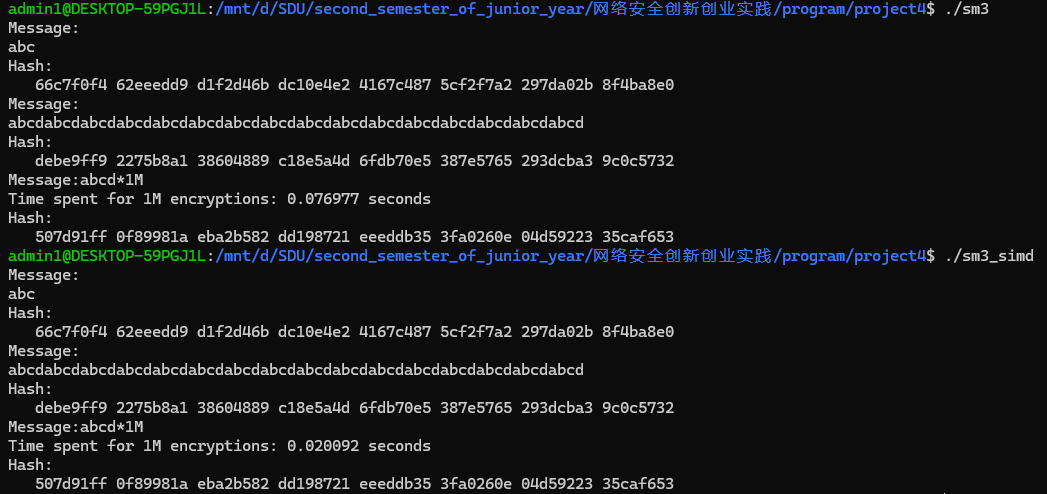 admin1@DESKTOP-59PGJ1L:/mnt/d/SDU/second_semester_of_junior_year/网络安全创新创业实践/program/project4$ ./sm3
Message:
abc
Hash:
   66c7f0f4 62eeedd9 d1f2d46b dc10e4e2 4167c487 5cf2f7a2 297da02b 8f4ba8e0
Message:
abcdabcdabcdabcdabcdabcdabcdabcdabcdabcdabcdabcdabcdabcdabcdabcd
Hash:
   debe9ff9 2275b8a1 38604889 c18e5a4d 6fdb70e5 387e5765 293dcba3 9c0c5732
Message:abcd*1M
Time spent for 1M encryptions: 0.076977 seconds
Hash:
   507d91ff 0f89981a eba2b582 dd198721 eeeddb35 3fa0260e 04d59223 35caf653
admin1@DESKTOP-59PGJ1L:/mnt/d/SDU/second_semester_of_junior_year/网络安全创新创业实践/program/project4$ ./sm3_simd
Message:
abc
Hash:
   66c7f0f4 62eeedd9 d1f2d46b dc10e4e2 4167c487 5cf2f7a2 297da02b 8f4ba8e0
Message:
abcdabcdabcdabcdabcdabcdabcdabcdabcdabcdabcdabcdabcdabcdabcdabcd
Hash:
   debe9ff9 2275b8a1 38604889 c18e5a4d 6fdb70e5 387e5765 293dcba3 9c0c5732
Message:abcd*1M
Time spent for 1M encryptions: 0.020092 seconds
Hash:
   507d91ff 0f89981a eba2b582 dd198721 eeeddb35 3fa0260e 04d59223 35caf653